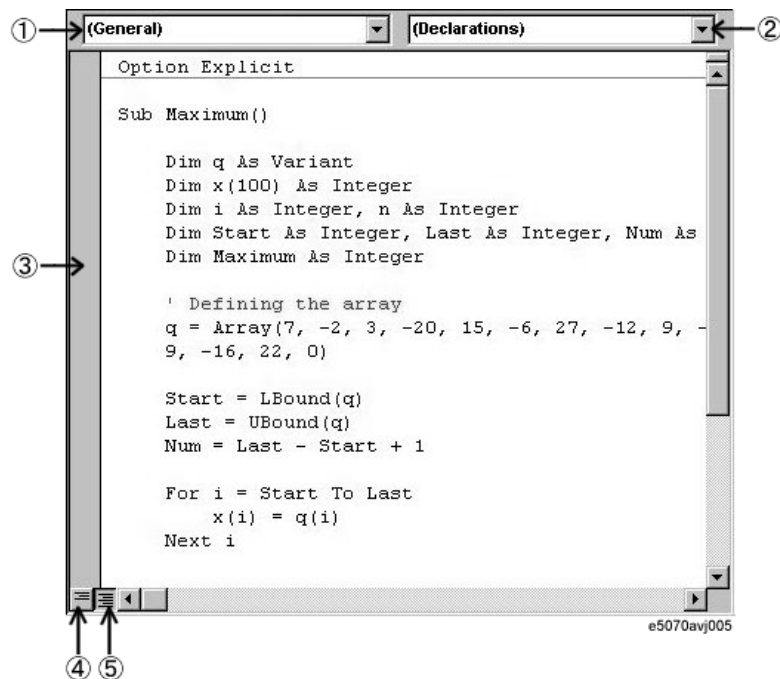 ① (General) (Declarations) ②
Option Explicit
Sub Maximum()
Dim q As Variant
Dim x(100) As Integer
Dim i As Integer, n As Integer
Dim Start As Integer, Last As Integer, Num As
③ Dim Maximum As Integer
' Defining the array
q = Array(7, -2, 3, -20, 15, -6, 27, -12, 9, -
9, -16, 22, 0)
Start = LBound(q)
Last = UBound(q)
Num = Last - Start + 1
For i = Start To Last
x(i) = q(i)
Next i
e5070avj005
④ ⑤